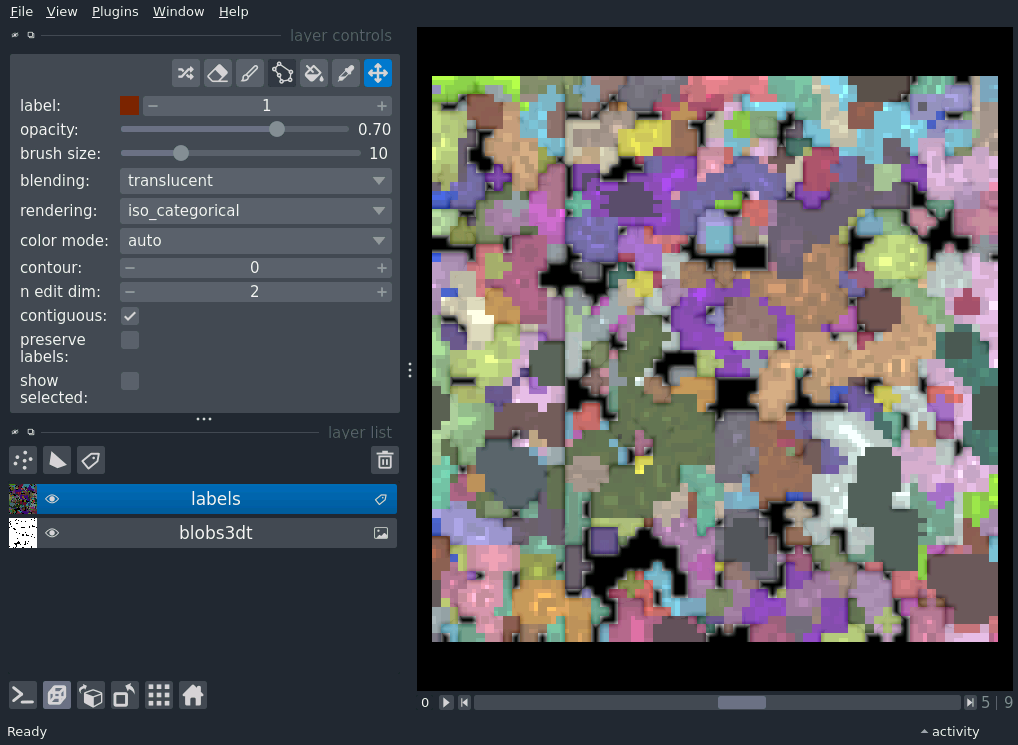 File View Plugins Window Help
layer controls
label: − 1 +
opacity: 0.70
brush size: 10
blending: translucent
rendering: iso_categorical
color mode: auto
contour: − 0 +
n edit dim: − 2 +
contiguous:
preserve
labels:
show
selected:
layer list
labels
blobs3dt
0 5 | 9
Ready activity